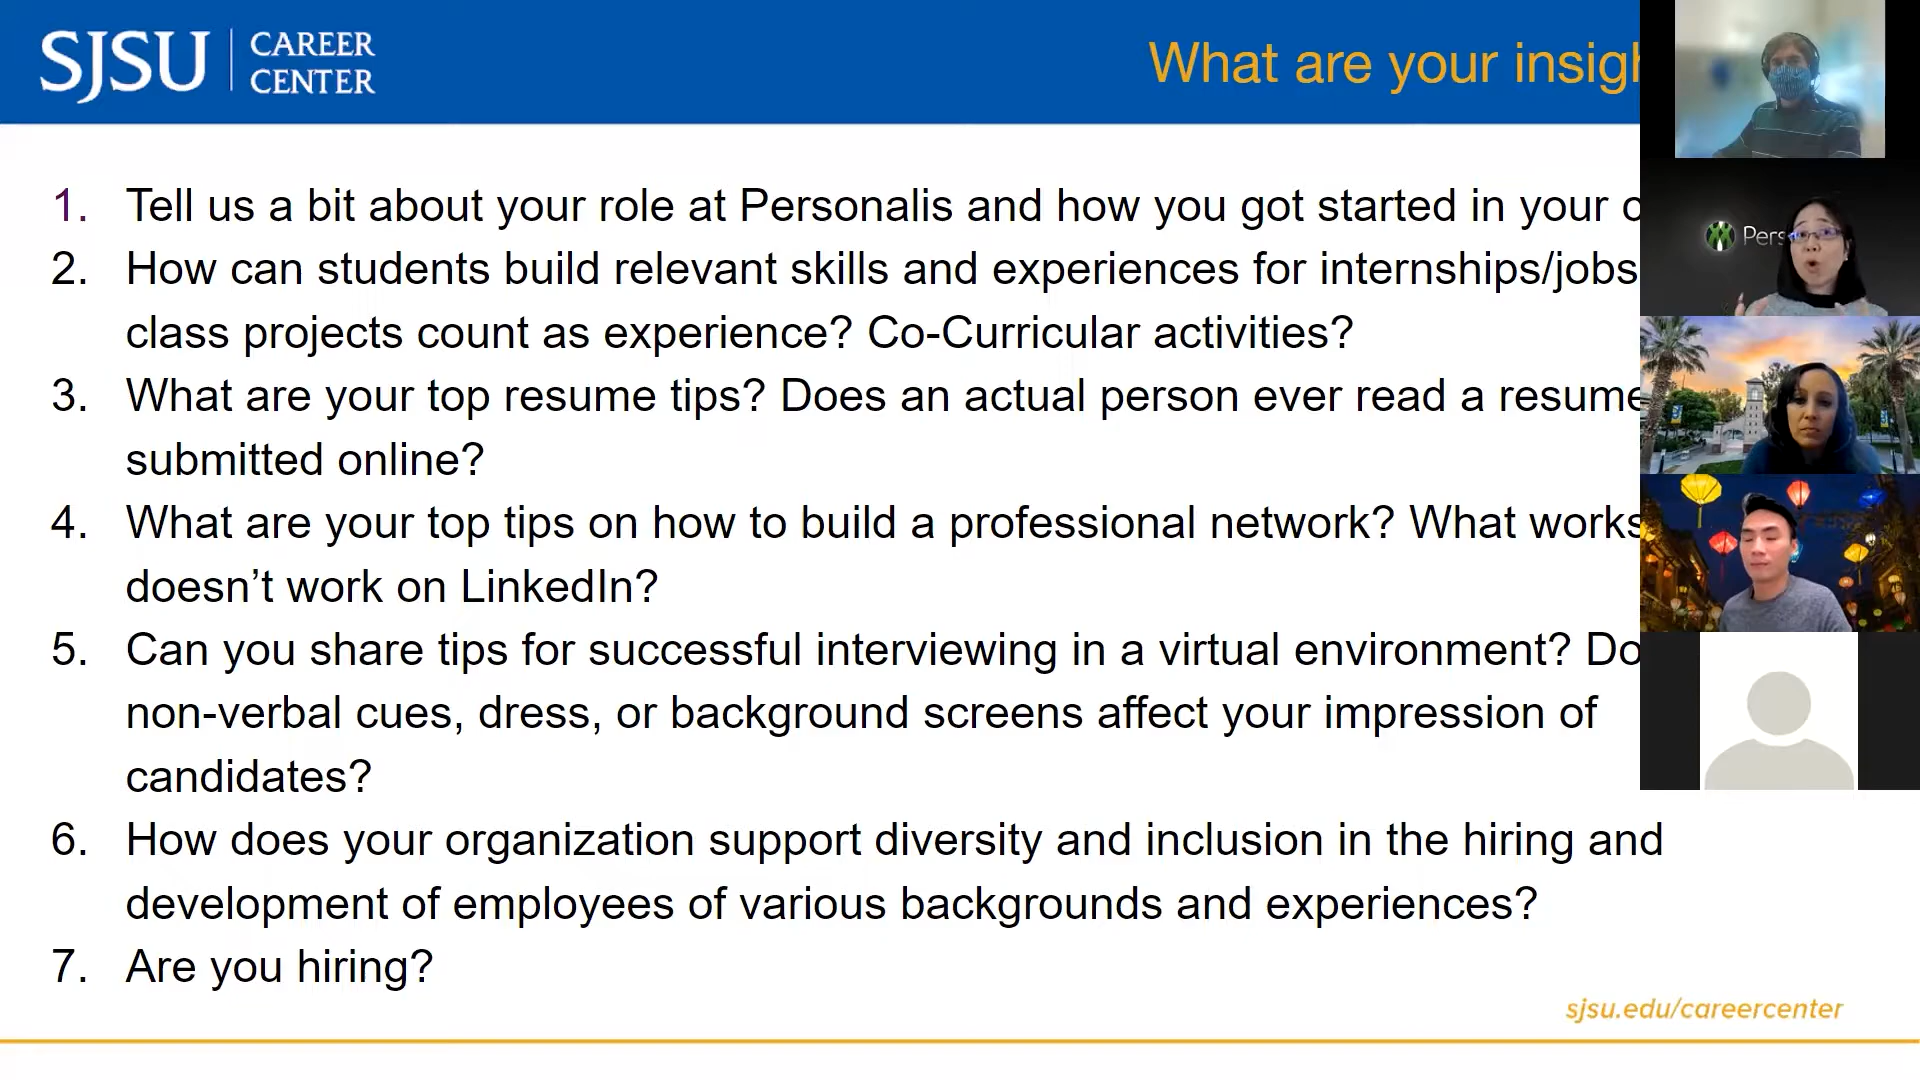 SJSU
CAREER
CENTER
What are your
1. Tell us a bit about your role at Personalis and how you got started in your
2. How can students build relevant skills and experiences for internships/jobs
class projects count as experience? Co-Curricular activities?
3. What are your top resume tips? Does an actual person ever read a resume
submitted online?
4. What are your top tips on how to build a professional network? What works
doesn’t work on LinkedIn?
5. Can you share tips for successful interviewing in a virtual environment? Do
non-verbal cues, dress, or background screens affect your impression of
candidates?
6. How does your organization support diversity and inclusion in the hiring and
development of employees of various backgrounds and experiences?
7. Are you hiring?
sjsu.edu/careercenter